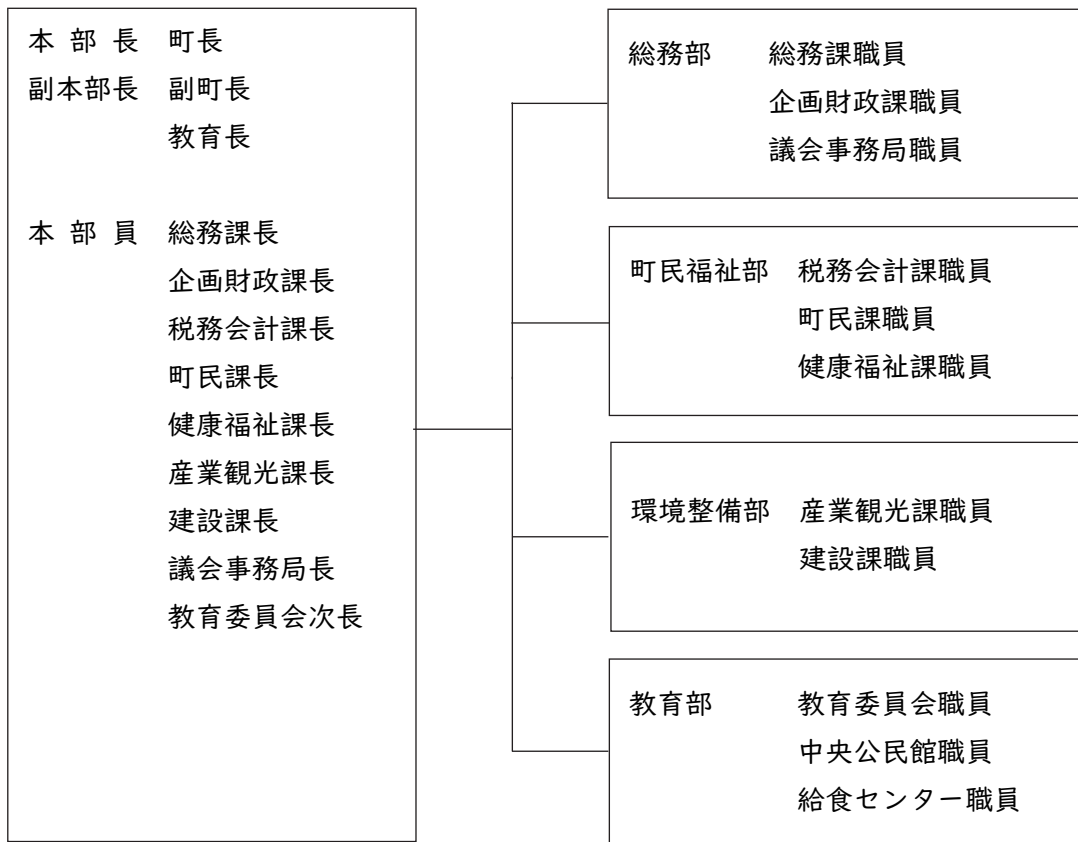 本 部 長　町長
副本部長　副町長
教育長
本 部 員　総務課長
企画財政課長
税務会計課長
町民課長
健康福祉課長
産業観光課長
建設課長
議会事務局長
教育委員会次長
総務部　総務課職員
企画財政課職員
議会事務局職員
町民福祉部　税務会計課職員
町民課職員
健康福祉課職員
環境整備部　産業観光課職員
建設課職員
教育部　教育委員会職員
中央公民館職員
給食センター職員